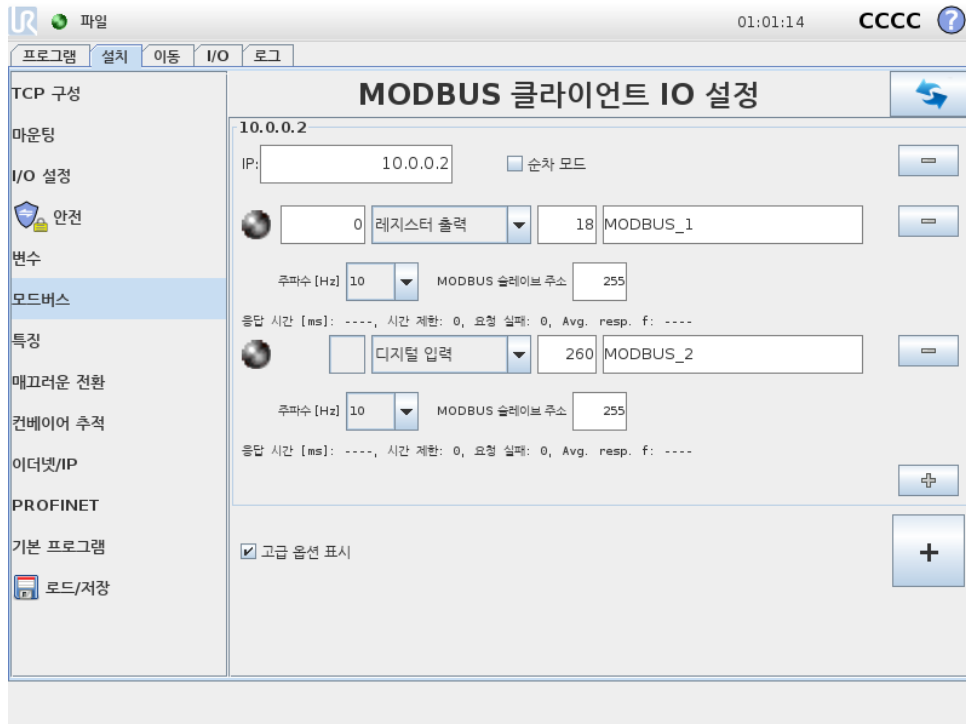 UR 파일 01:01:14 CCCC ?
프로그램 설치 이동 I/O 로그
TCP 구성
마운팅
I/O 설정
안전
변수
모드버스
특징
매끄러운 전환
컨베이어 추적
이더넷/IP
PROFINET
기본 프로그램
로드/저장
MODBUS 클라이언트 IO 설정
10.0.0.2
IP: 10.0.0.2 순차 모드
0 레지스터 출력 18 MODBUS_1
주파수 [Hz] 10 MODBUS 슬레이브 주소 255
응답 시간 [ms]: ----, 시간 제한: 0, 요청 실패: 0, Avg. resp. f: ----
디지털 입력 260 MODBUS_2
주파수 [Hz] 10 MODBUS 슬레이브 주소 255
응답 시간 [ms]: ----, 시간 제한: 0, 요청 실패: 0, Avg. resp. f: ----
고급 옵션 표시